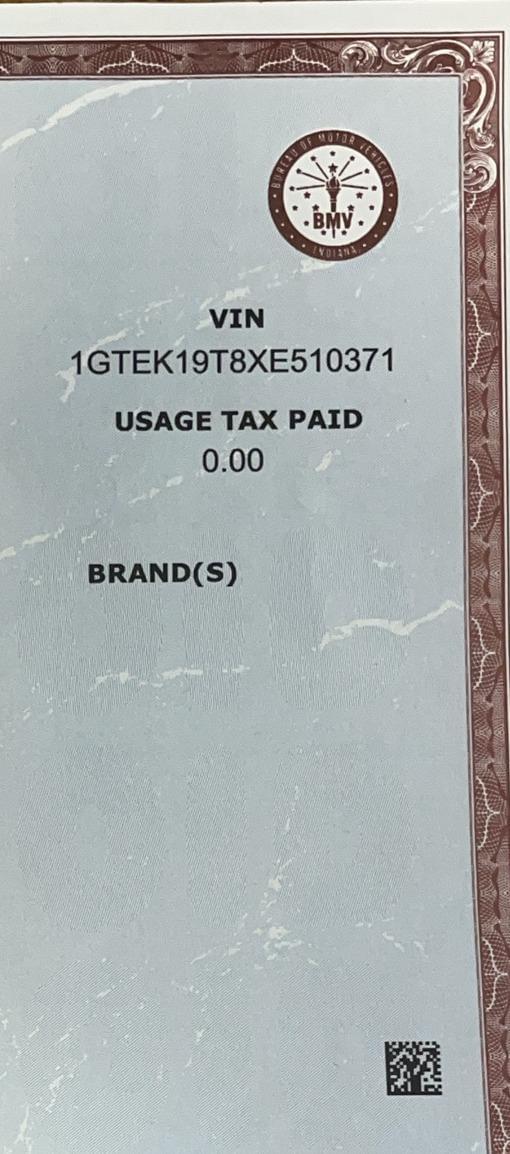 BUREAU OF MOTOR VEHICLES
BMV
INDIANA
VIN
1GTEK19T8XE510371
USAGE TAX PAID
0.00
BRAND(S)